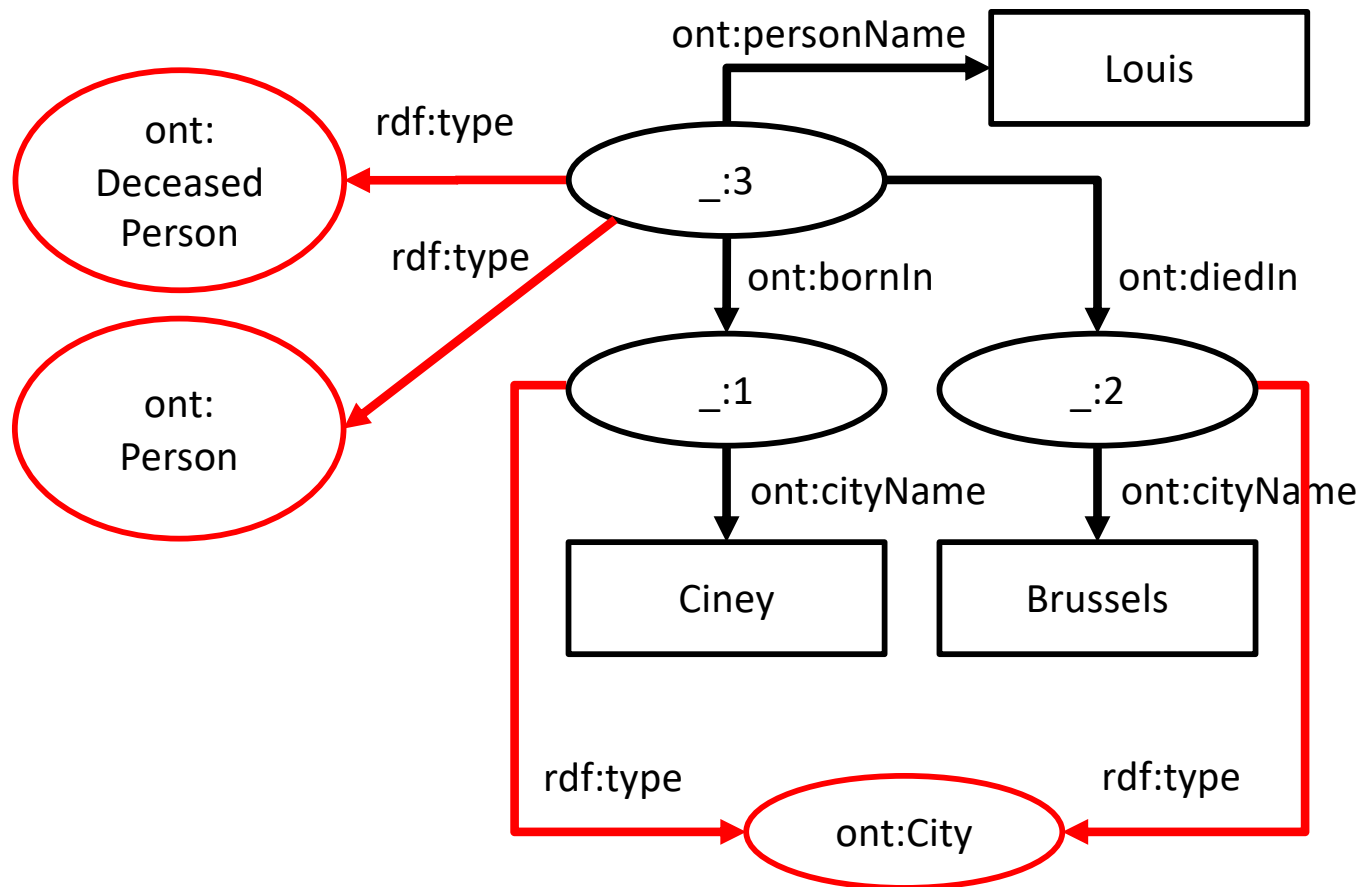 ont:personName
Louis
ont:
Deceased
Person
rdf:type
_:3
rdf:type
ont:bornIn
ont:diedIn
ont:
Person
_:1
_:2
ont:cityName
ont:cityName
Ciney
Brussels
rdf:type
rdf:type
ont:City